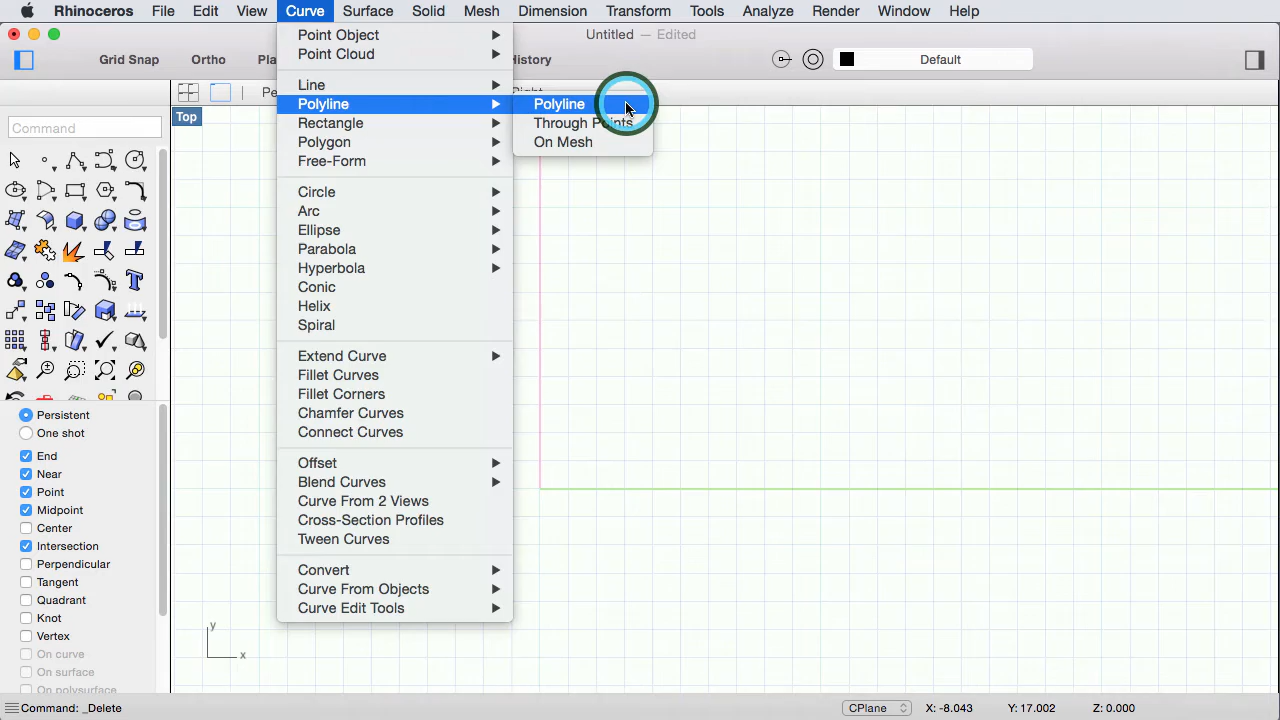 Rhinoceros File Edit View Curve Surface Solid Mesh Dimension Transform Tools Analyze Render Window Help
Untitled — Edited
Grid Snap Ortho Pla History Default
Pe Right
Top
Command
Point Object
Point Cloud
Line
Polyline
Rectangle
Polygon
Free-Form
Circle
Arc
Ellipse
Parabola
Hyperbola
Conic
Helix
Spiral
Extend Curve
Fillet Curves
Fillet Corners
Chamfer Curves
Connect Curves
Offset
Blend Curves
Curve From 2 Views
Cross-Section Profiles
Tween Curves
Convert
Curve From Objects
Curve Edit Tools
Polyline
Through Points
On Mesh
Persistent
One shot
End
Near
Point
Midpoint
Center
Intersection
Perpendicular
Tangent
Quadrant
Knot
Vertex
On curve
On surface
On polysurface
y
x
Command: _Delete CPlane X: -8.043 Y: 17.002 Z: 0.000